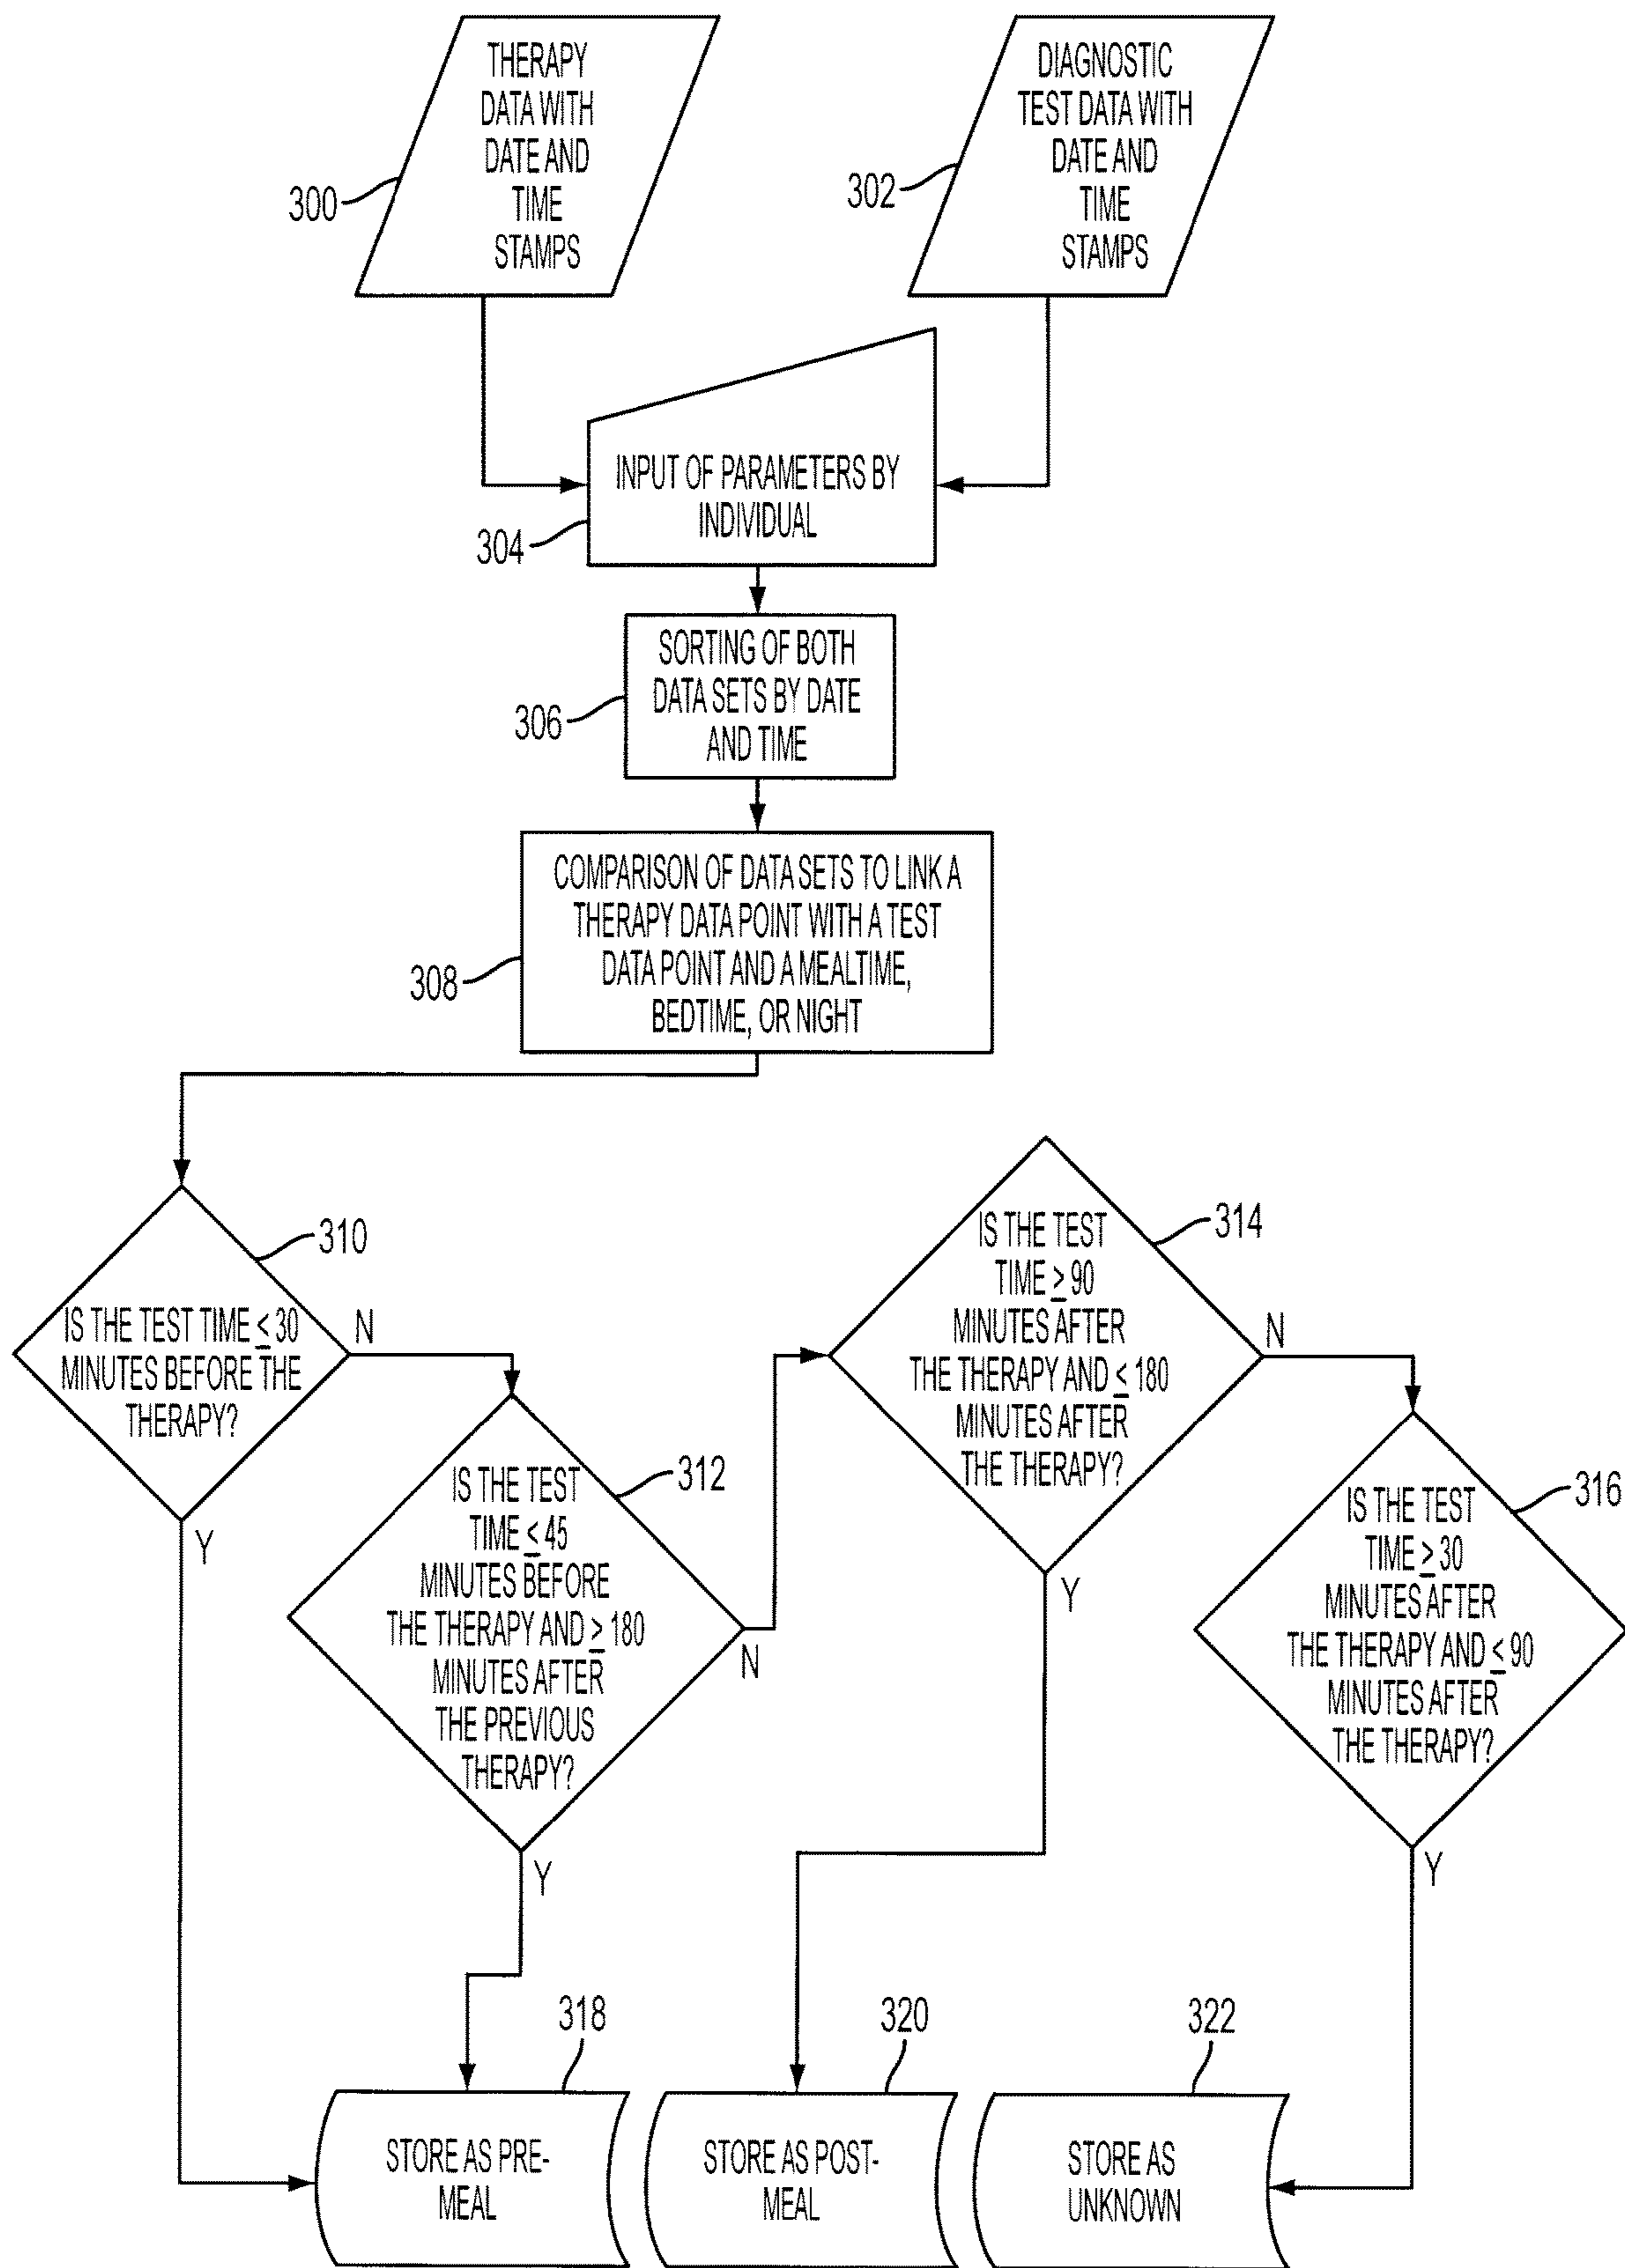 THERAPY
DATA WITH
DATE AND
TIME
STAMPS
300
DIAGNOSTIC
TEST DATA WITH
DATE AND
TIME
STAMPS
302
INPUT OF PARAMETERS BY
INDIVIDUAL
304
SORTING OF BOTH
DATA SETS BY DATE
AND TIME
306
COMPARISON OF DATA SETS TO LINK A
THERAPY DATA POINT WITH A TEST
DATA POINT AND A MEALTIME,
BEDTIME, OR NIGHT
308
310
IS THE TEST TIME ≤ 30
MINUTES BEFORE THE
THERAPY?
N
Y
312
IS THE TEST
TIME ≤ 45
MINUTES BEFORE
THE THERAPY AND ≥ 180
MINUTES AFTER
THE PREVIOUS
THERAPY?
N
Y
314
IS THE TEST
TIME ≥ 90
MINUTES AFTER
THE THERAPY AND ≤ 180
MINUTES AFTER
THE THERAPY?
N
Y
316
IS THE TEST
TIME ≥ 30
MINUTES AFTER
THE THERAPY AND ≤ 90
MINUTES AFTER
THE THERAPY?
Y
318
STORE AS PRE-
MEAL
320
STORE AS POST-
MEAL
322
STORE AS
UNKNOWN